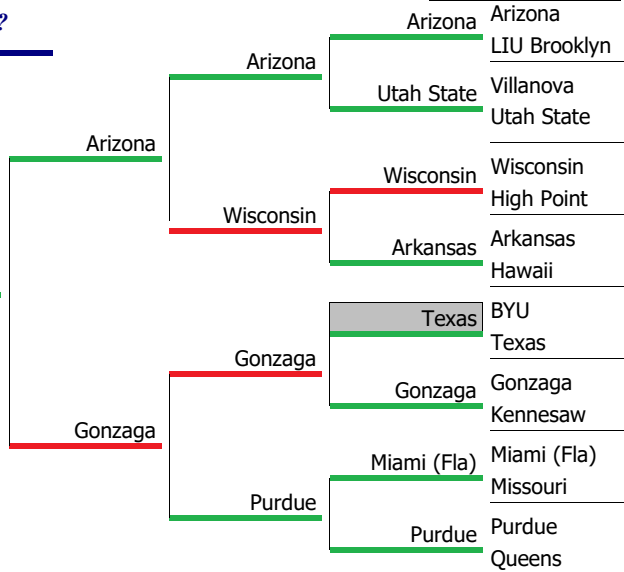 ?
Arizona
Arizona
LIU Brooklyn
Arizona
Utah State
Villanova
Utah State
Arizona
Wisconsin
Wisconsin
High Point
Wisconsin
Arkansas
Arkansas
Hawaii
Texas
BYU
Texas
Gonzaga
Gonzaga
Gonzaga
Kennesaw
Gonzaga
Miami (Fla)
Miami (Fla)
Missouri
Purdue
Purdue
Purdue
Queens